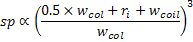 sp ∝ ( (0.5 × w_col + r_i + w_coil) / w_col )^3